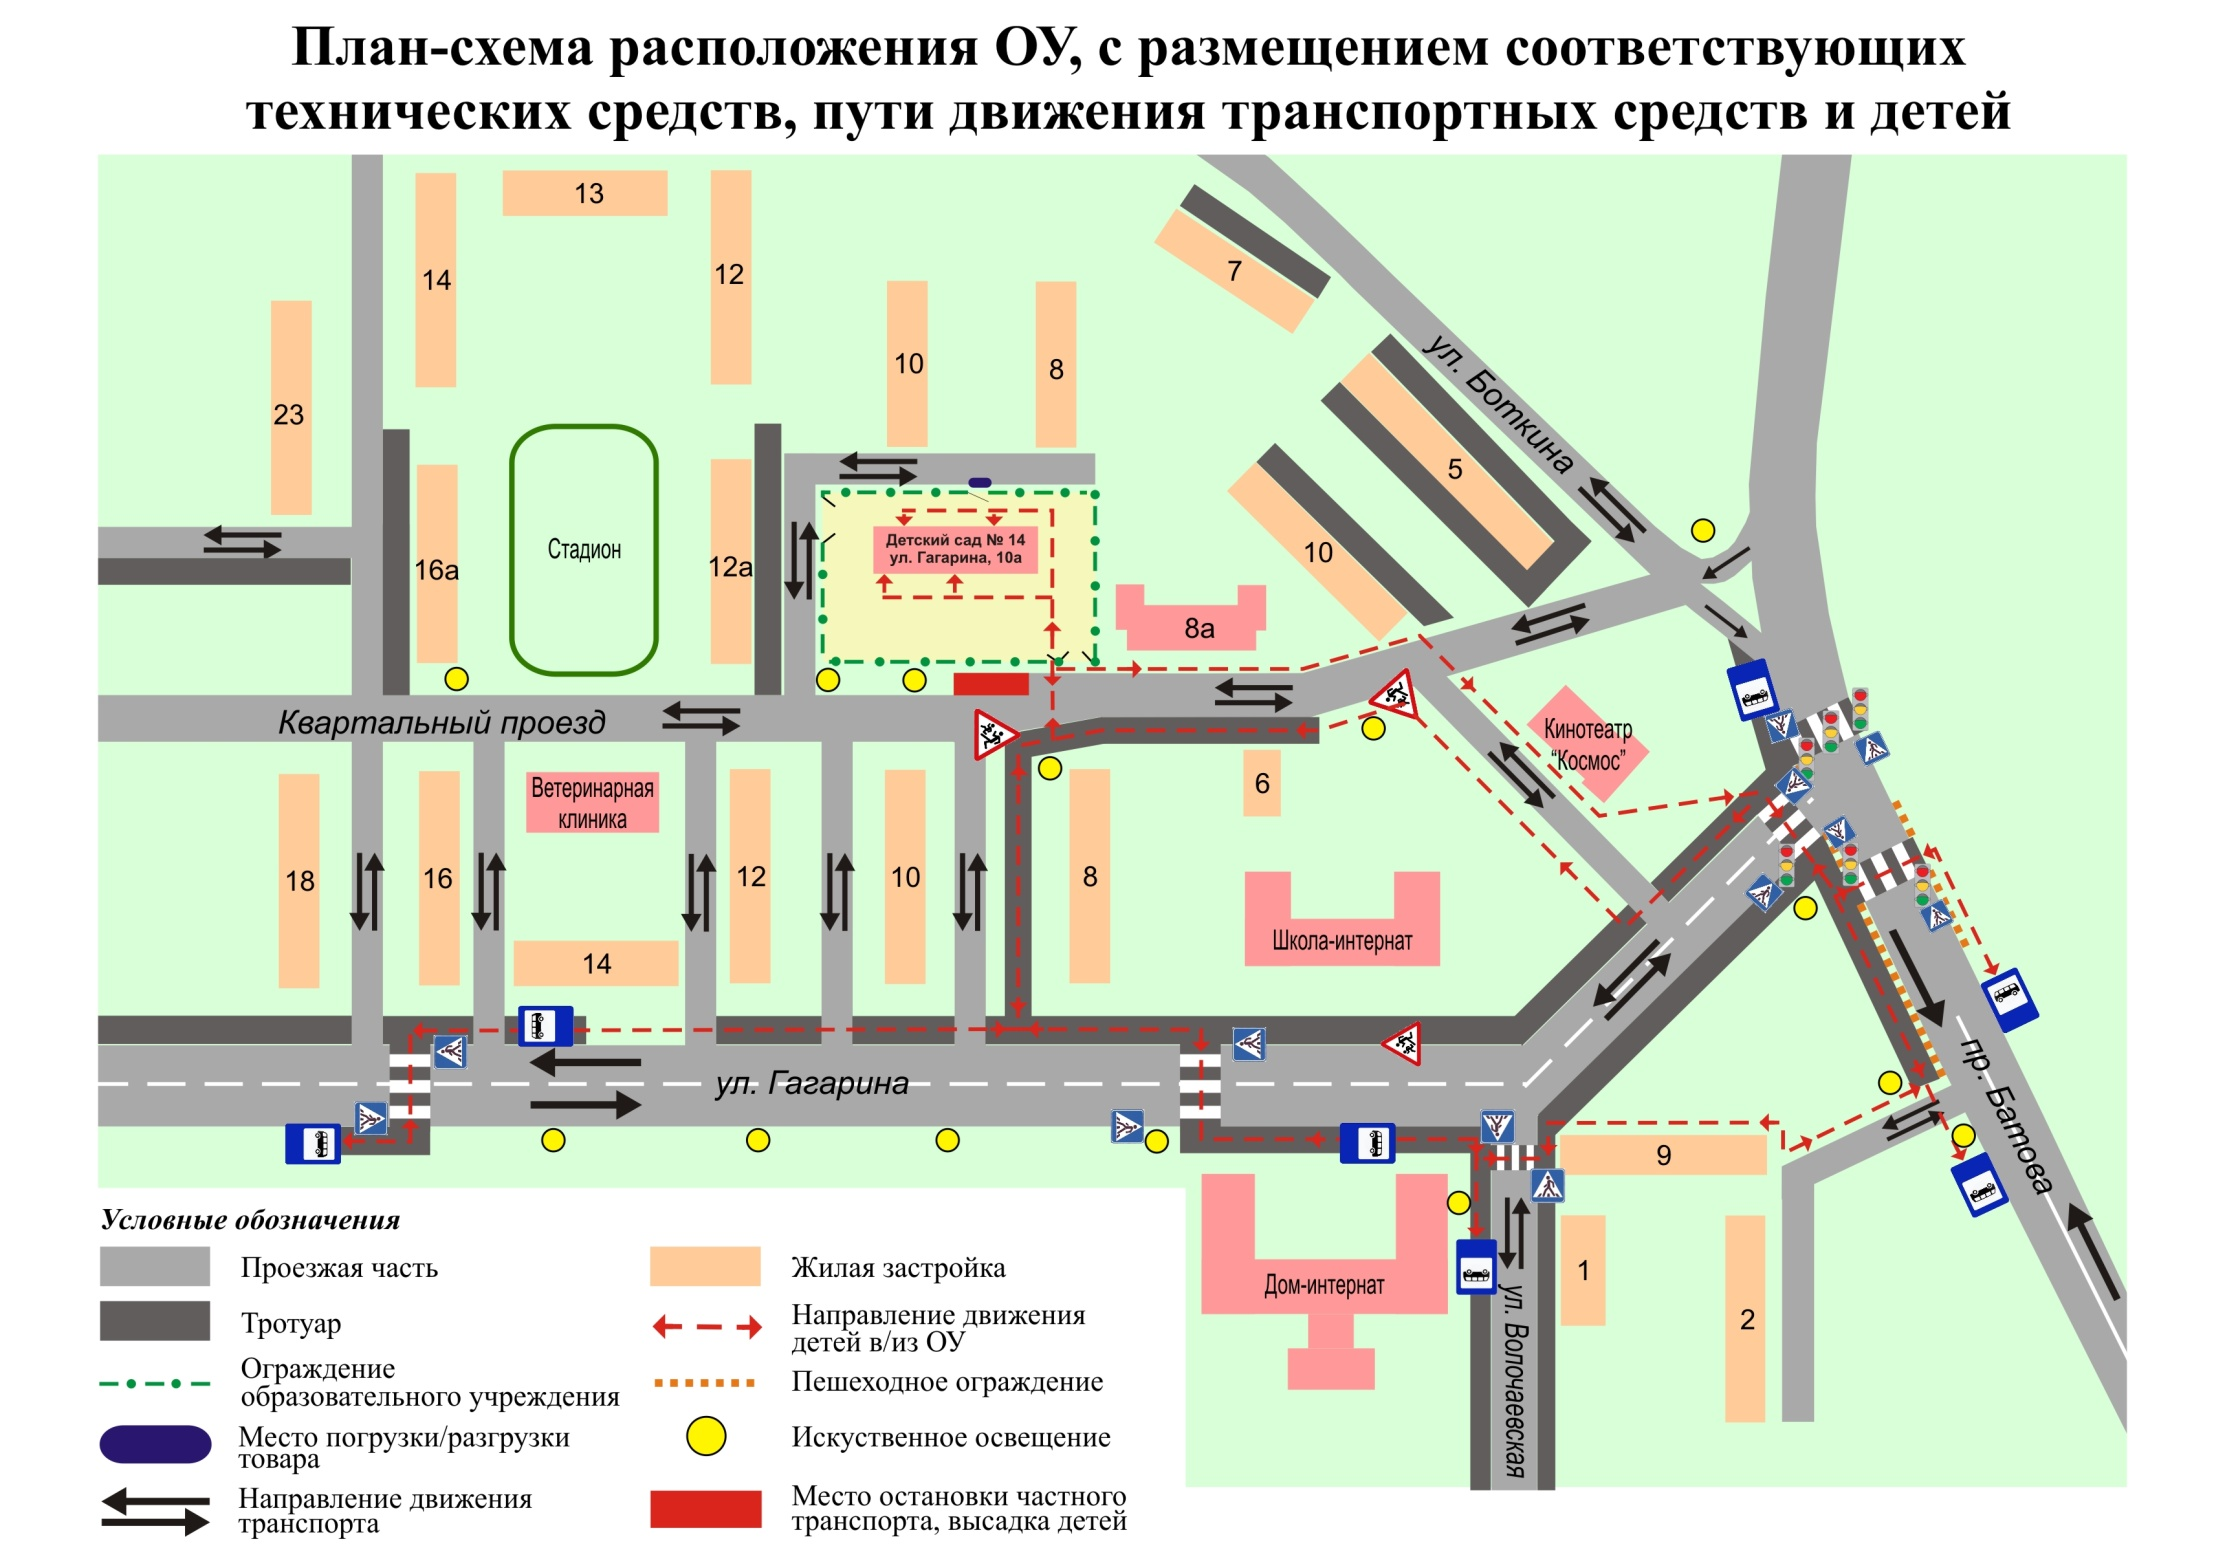 План-схема расположения ОУ, с размещением соответствующих
технических средств, пути движения транспортных средств и детей
13
14
12
7
23
10
8
ул. Боткина
5
16а
Стадион
12а
Детский сад № 14
ул. Гагарина, 10а
10
8а
Квартальный проезд
Кинотеатр
"Космос"
Ветеринарная
клиника
6
18
16
12
10
8
14
Школа-интернат
ул. Гагарина
пр. Батова
9
Дом-интернат
1
2
ул. Волочаевская
Условные обозначения
Проезжая часть
Тротуар
Ограждение
образовательного учреждения
Место погрузки/разгрузки
товара
Направление движения
транспорта
Жилая застройка
Направление движения
детей в/из ОУ
Пешеходное ограждение
Искуственное освещение
Место остановки частного
транспорта, высадка детей